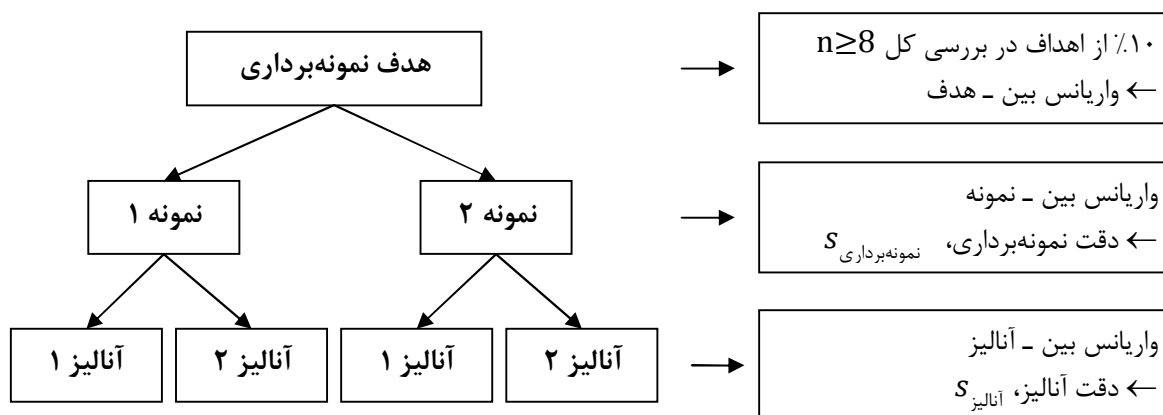 هدف نمونه‌برداری
۱۰٪ از اهداف در بررسی کل n≥8
← واریانس بین ـ هدف
نمونه ۱
نمونه ۲
واریانس بین ـ نمونه
← دقت نمونه‌برداری، s نمونه‌برداری
آنالیز ۱
آنالیز ۲
آنالیز ۱
آنالیز ۲
واریانس بین ـ آنالیز
← دقت آنالیز، s آنالیز